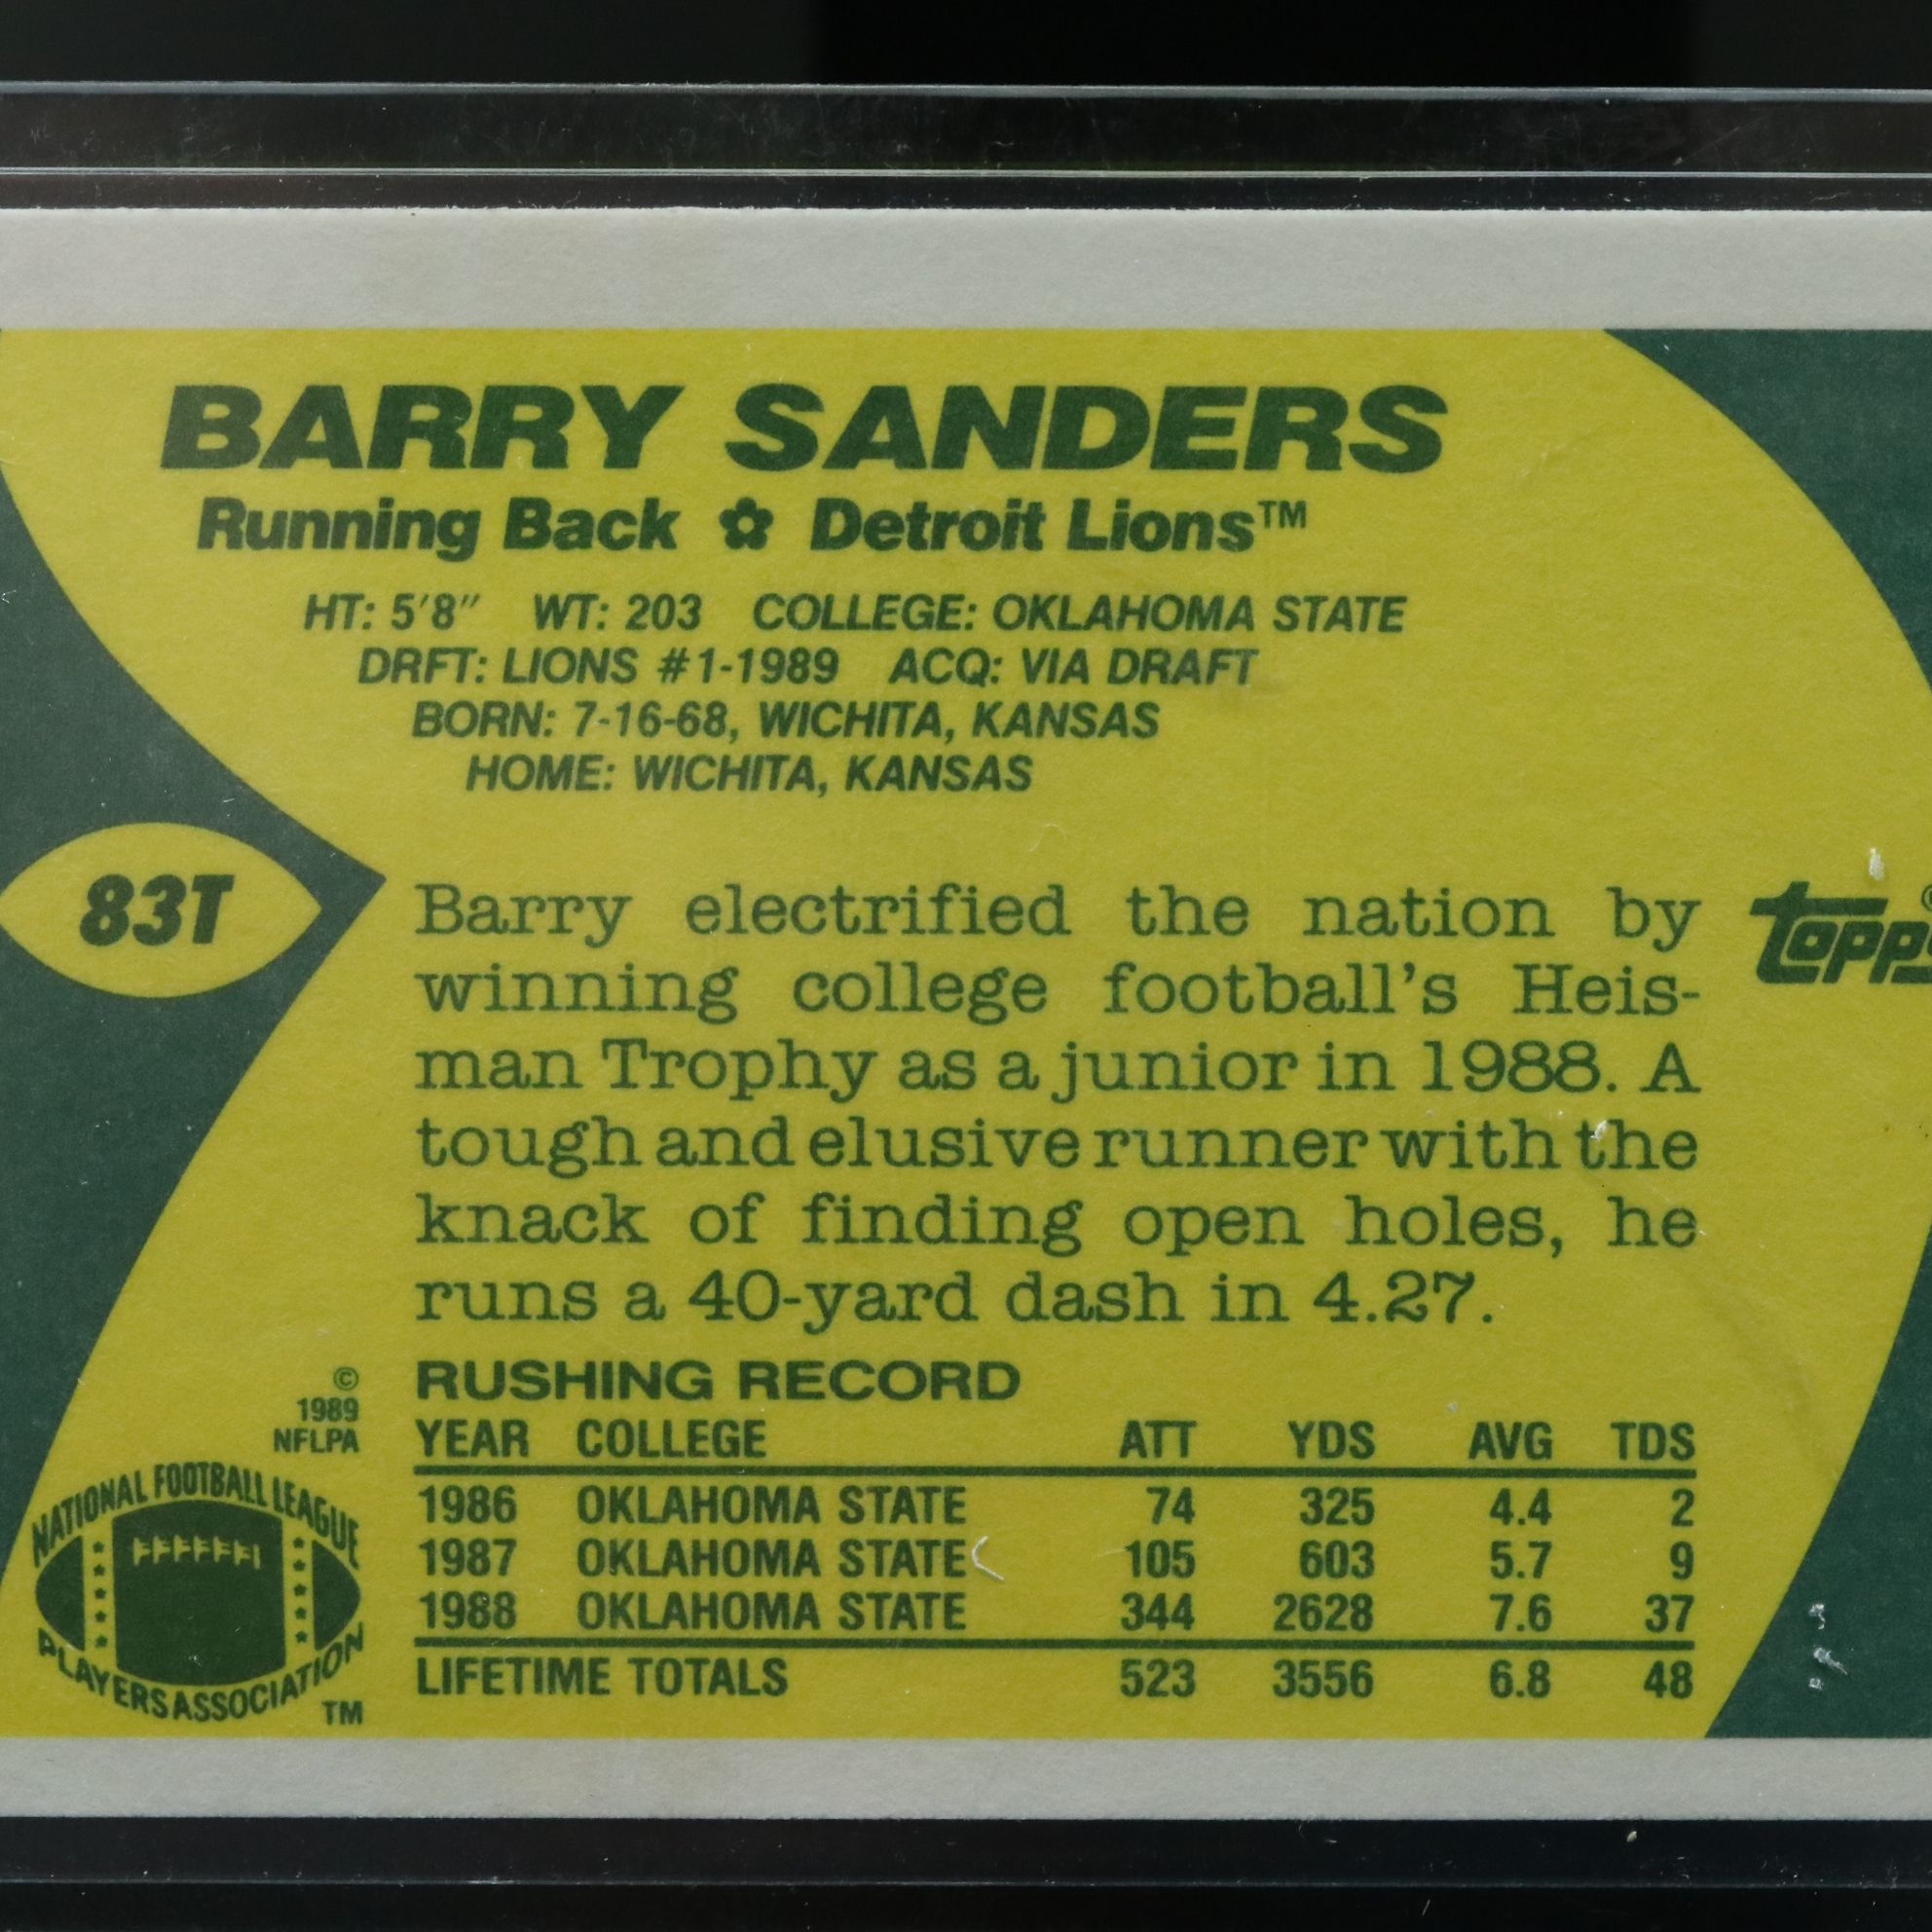 BARRY SANDERS
Running Back ✿ Detroit Lions™
HT: 5'8" WT: 203 COLLEGE: OKLAHOMA STATE
DRFT: LIONS #1-1989 ACQ: VIA DRAFT
BORN: 7-16-68, WICHITA, KANSAS
HOME: WICHITA, KANSAS
83T
Barry electrified the nation by
winning college football's Heis-
man Trophy as a junior in 1988. A
tough and elusive runner with the
knack of finding open holes, he
runs a 40-yard dash in 4.27.
topps®
RUSHING RECORD
YEAR COLLEGE ATT YDS AVG TDS
1986 OKLAHOMA STATE 74 325 4.4 2
1987 OKLAHOMA STATE 105 603 5.7 9
1988 OKLAHOMA STATE 344 2628 7.6 37
LIFETIME TOTALS 523 3556 6.8 48
©
1989
NFLPA
NATIONAL FOOTBALL LEAGUE
PLAYERS ASSOCIATION
TM